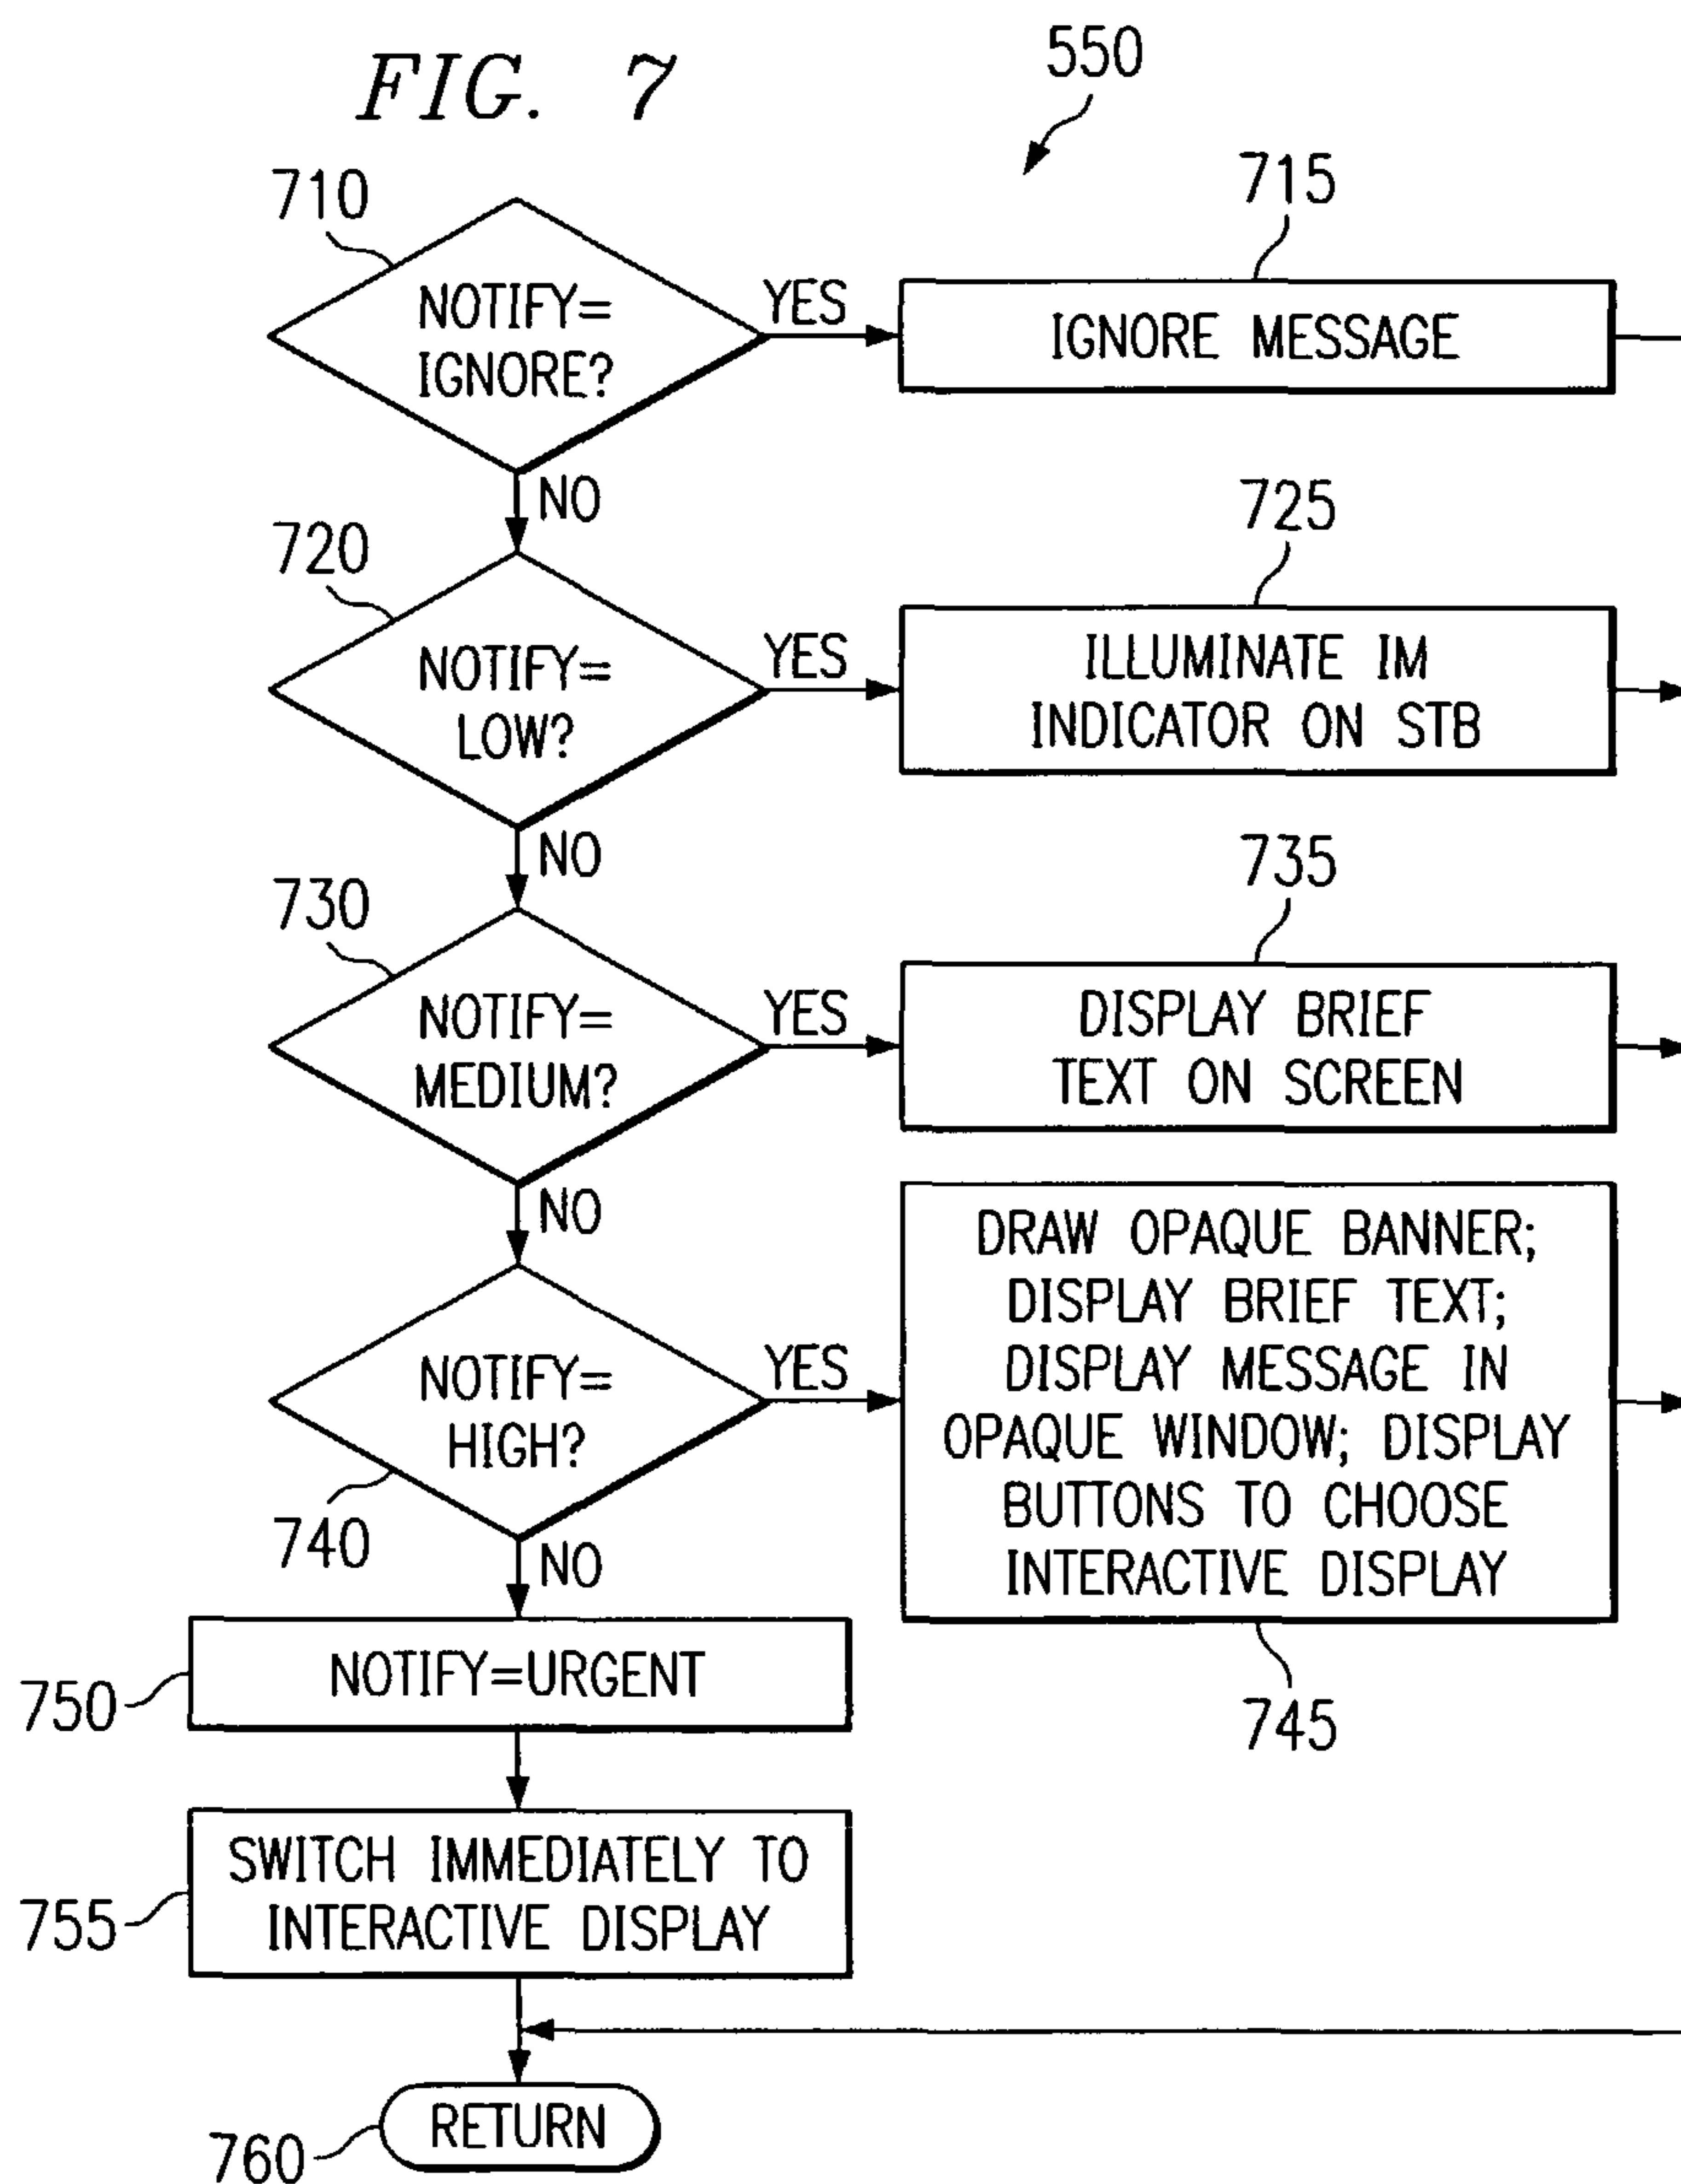 FIG. 7
550
710
715
NOTIFY=
IGNORE?
YES
IGNORE MESSAGE
NO
720
725
NOTIFY=
LOW?
YES
ILLUMINATE IM
INDICATOR ON STB
NO
730
735
NOTIFY=
MEDIUM?
YES
DISPLAY BRIEF
TEXT ON SCREEN
NO
NOTIFY=
HIGH?
YES
740
DRAW OPAQUE BANNER;
DISPLAY BRIEF TEXT;
DISPLAY MESSAGE IN
OPAQUE WINDOW; DISPLAY
BUTTONS TO CHOOSE
INTERACTIVE DISPLAY
745
NO
NOTIFY=URGENT
750
SWITCH IMMEDIATELY TO
INTERACTIVE DISPLAY
755
RETURN
760